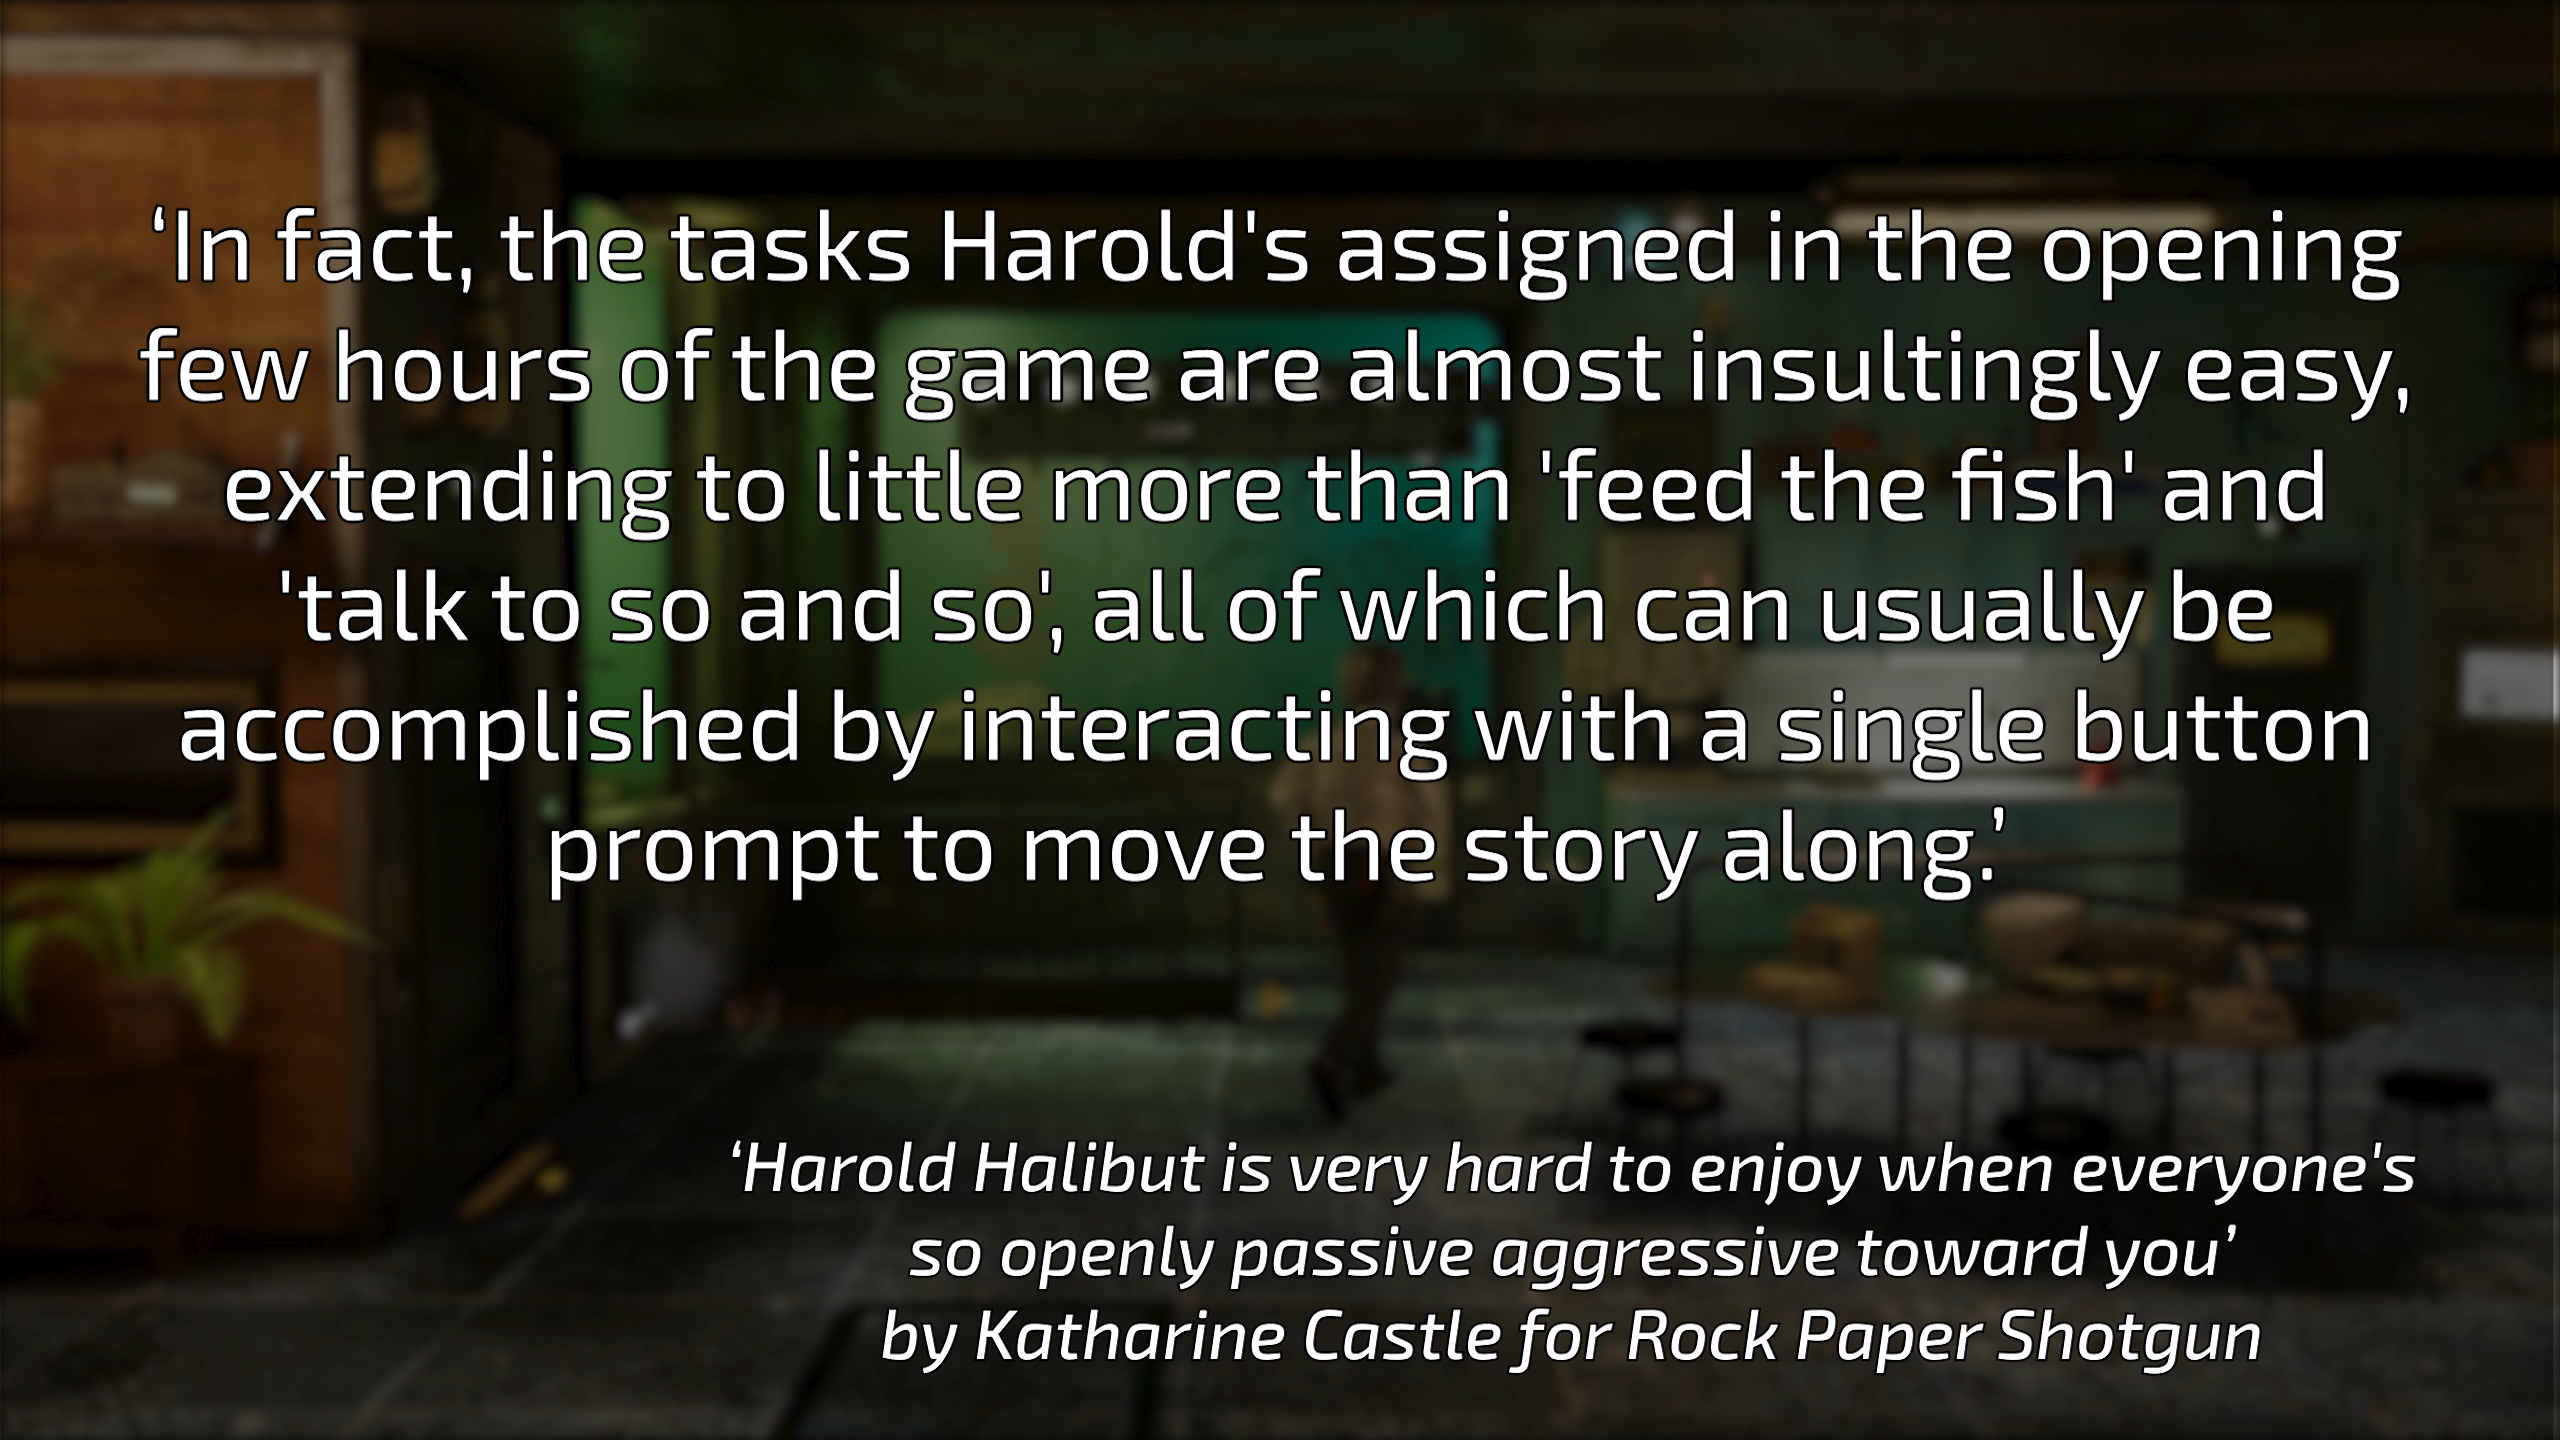 ‘In fact, the tasks Harold's assigned in the opening
few hours of the game are almost insultingly easy,
extending to little more than 'feed the fish' and
'talk to so and so', all of which can usually be
accomplished by interacting with a single button
prompt to move the story along.’
‘Harold Halibut is very hard to enjoy when everyone's
so openly passive aggressive toward you’
by Katharine Castle for Rock Paper Shotgun